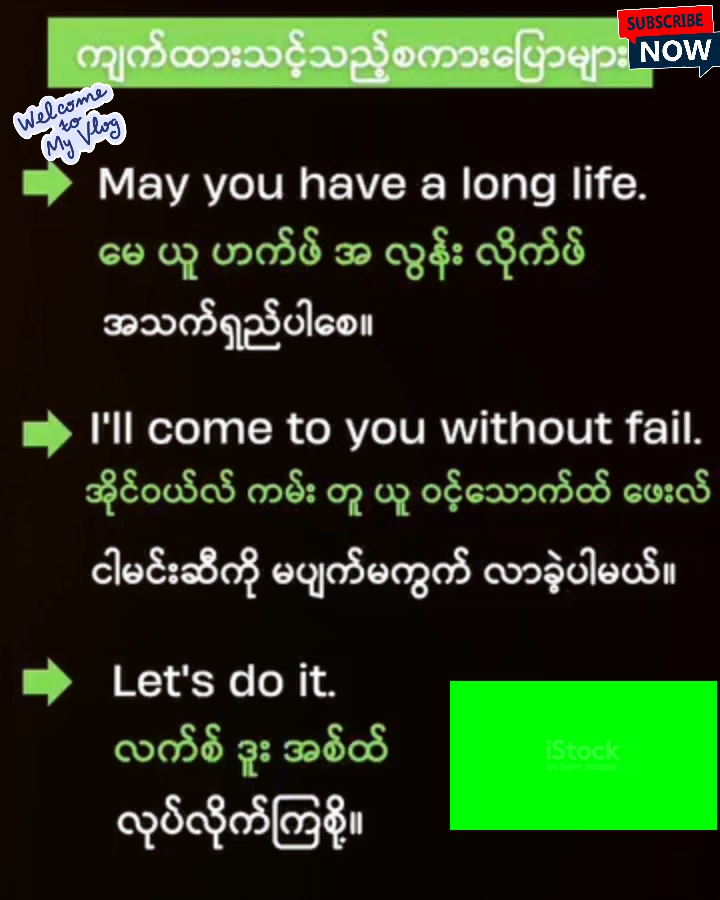 ကျက်ထားသင့်သည့်စကားပြောများ
SUBSCRIBE
NOW
Welcome
to
My Vlog
May you have a long life.
မေ ယူ ဟက်ဖ် အ လွန်း လိုက်ဖ်
အသက်ရှည်ပါစေ။
I'll come to you without fail.
အိုင်ဝယ်လ် ကမ်း တူ ယူ ဝင့်သောက်ထ် ဖေးလ်
ငါမင်းဆီကို မပျက်မကွက် လာခဲ့ပါမယ်။
Let's do it.
လက်စ် ဒူး အစ်ထ်
လုပ်လိုက်ကြစို့။
iStock